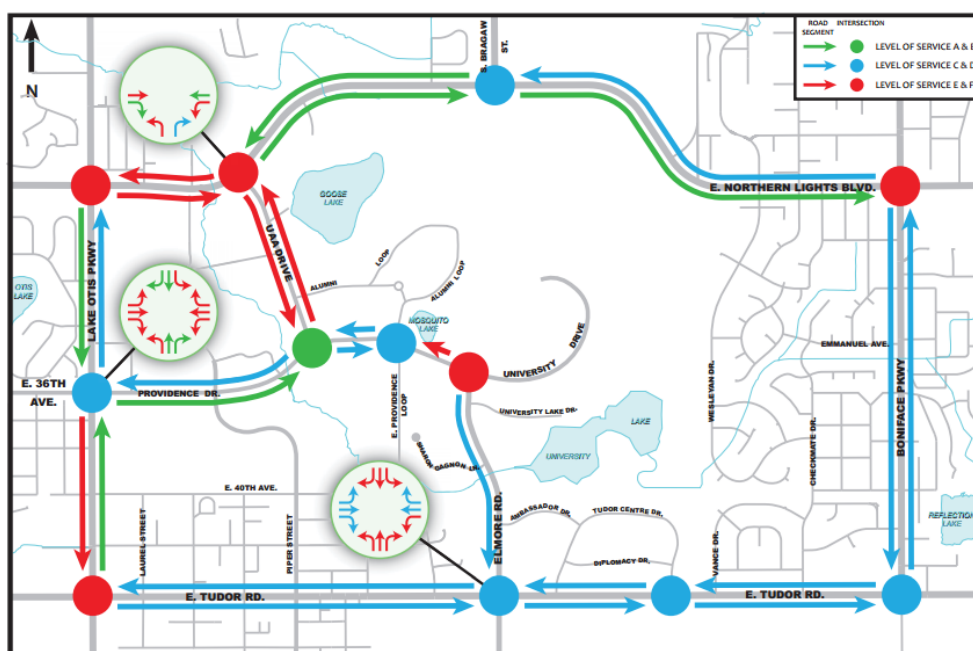 ROAD INTERSECTION
SEGMENT
LEVEL OF SERVICE A &
LEVEL OF SERVICE C &
LEVEL OF SERVICE E &
N
S. BRAGAW
ST.
E. NORTHERN LIGHTS BLVD.
GOOSE
LAKE
UAA DRIVE
LAKE OTIS PKWY
OTIS
LAKE
ALUMNI
LOOP
ALUMNI LOOP
MOSQUITO
LAKE
UNIVERSITY
DRIVE
EMMANUEL AVE.
E. 36TH
AVE.
PROVIDENCE DR.
E. PROVIDENCE
LOOP
UNIVERSITY LAKE DR.
WESLEYAN DR.
CHECKMATE DR.
BONIFACE PKWY
SHARON
GAGNON LN.
UNIVERSITY
LAKE
E. 40TH AVE.
LAUREL STREET
PIPER STREET
ELMORE RD.
AMBASSADOR DR.
TUDOR CENTRE DR.
DIPLOMACY DR.
VANCE DR.
REFLECTION
LAKE
E. TUDOR RD.
E. TUDOR RD.